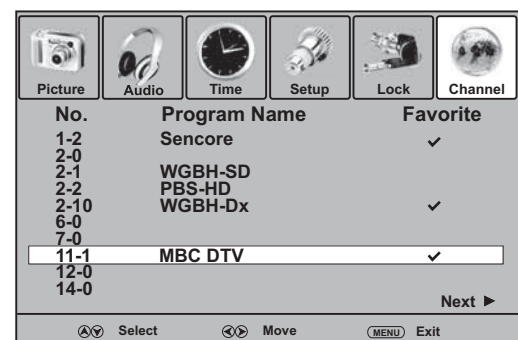 Picture Audio Time Setup Lock Channel
No. Program Name Favorite
1-2 Sencore ✓
2-0
2-1 WGBH-SD
2-2 PBS-HD
2-10 WGBH-Dx ✓
6-0
7-0
11-1 MBC DTV ✓
12-0
14-0
Next ►
Select Move MENU Exit